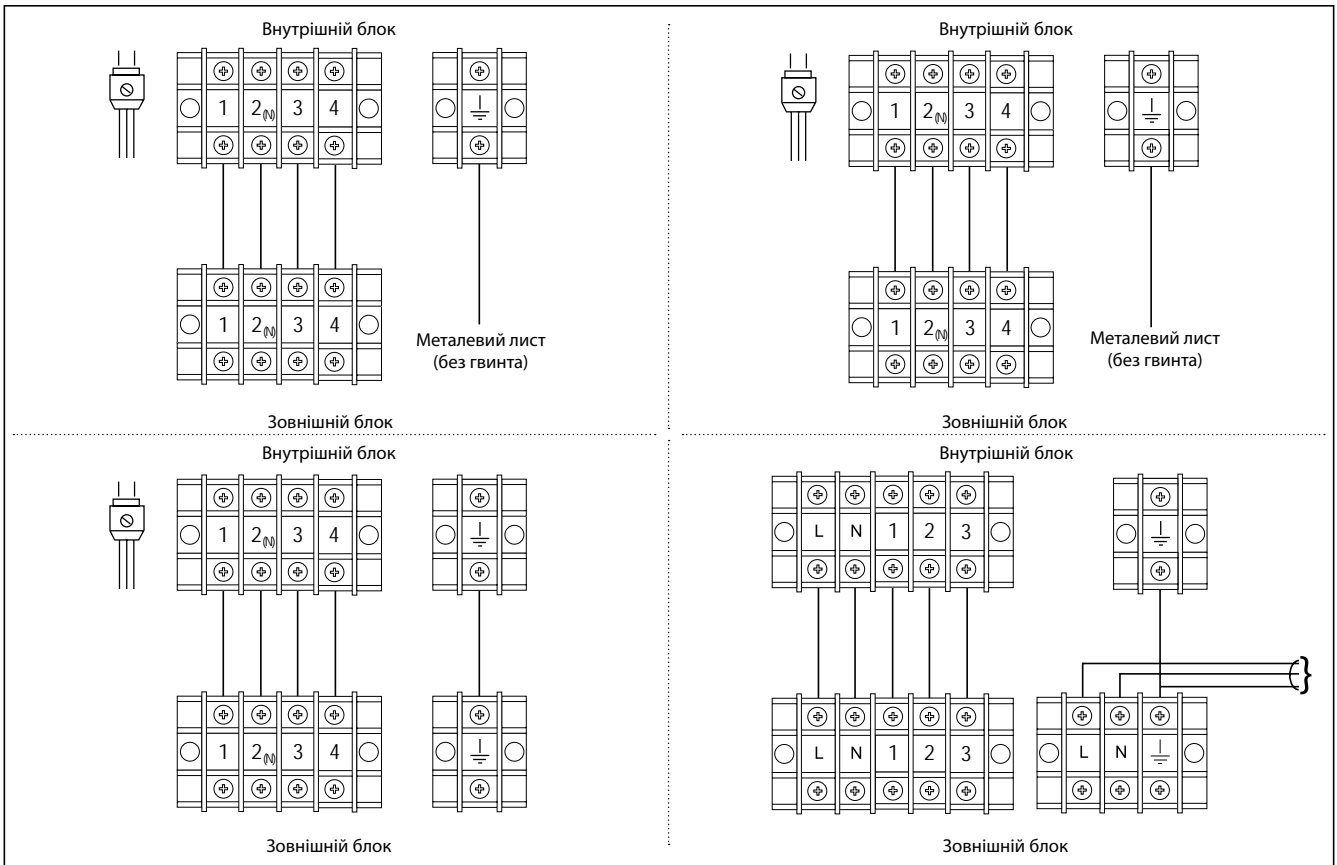 Внутрішній блок
1 2(N) 3 4
1 2(N) 3 4
Металевий лист
(без гвинта)
Зовнішній блок
Внутрішній блок
1 2(N) 3 4
1 2(N) 3 4
Металевий лист
(без гвинта)
Зовнішній блок
Внутрішній блок
1 2(N) 3 4
1 2(N) 3 4
Зовнішній блок
Внутрішній блок
L N 1 2 3
L N 1 2 3
L N
Зовнішній блок